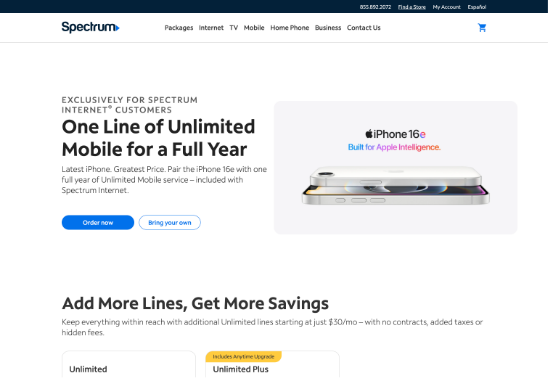 855.892.2072 Find a Store My Account Español
Spectrum
Packages Internet TV Mobile Home Phone Business Contact Us
EXCLUSIVELY FOR SPECTRUM
INTERNET® CUSTOMERS
One Line of Unlimited
Mobile for a Full Year
Latest iPhone. Greatest Price. Pair the iPhone 16e with one
full year of Unlimited Mobile service – included with
Spectrum Internet.
Order now
Bring your own
iPhone 16e
Built for Apple Intelligence.
Add More Lines, Get More Savings
Keep everything within reach with additional Unlimited lines starting at just $30/mo – with no contracts, added taxes or
hidden fees.
Unlimited
Includes Anytime Upgrade
Unlimited Plus